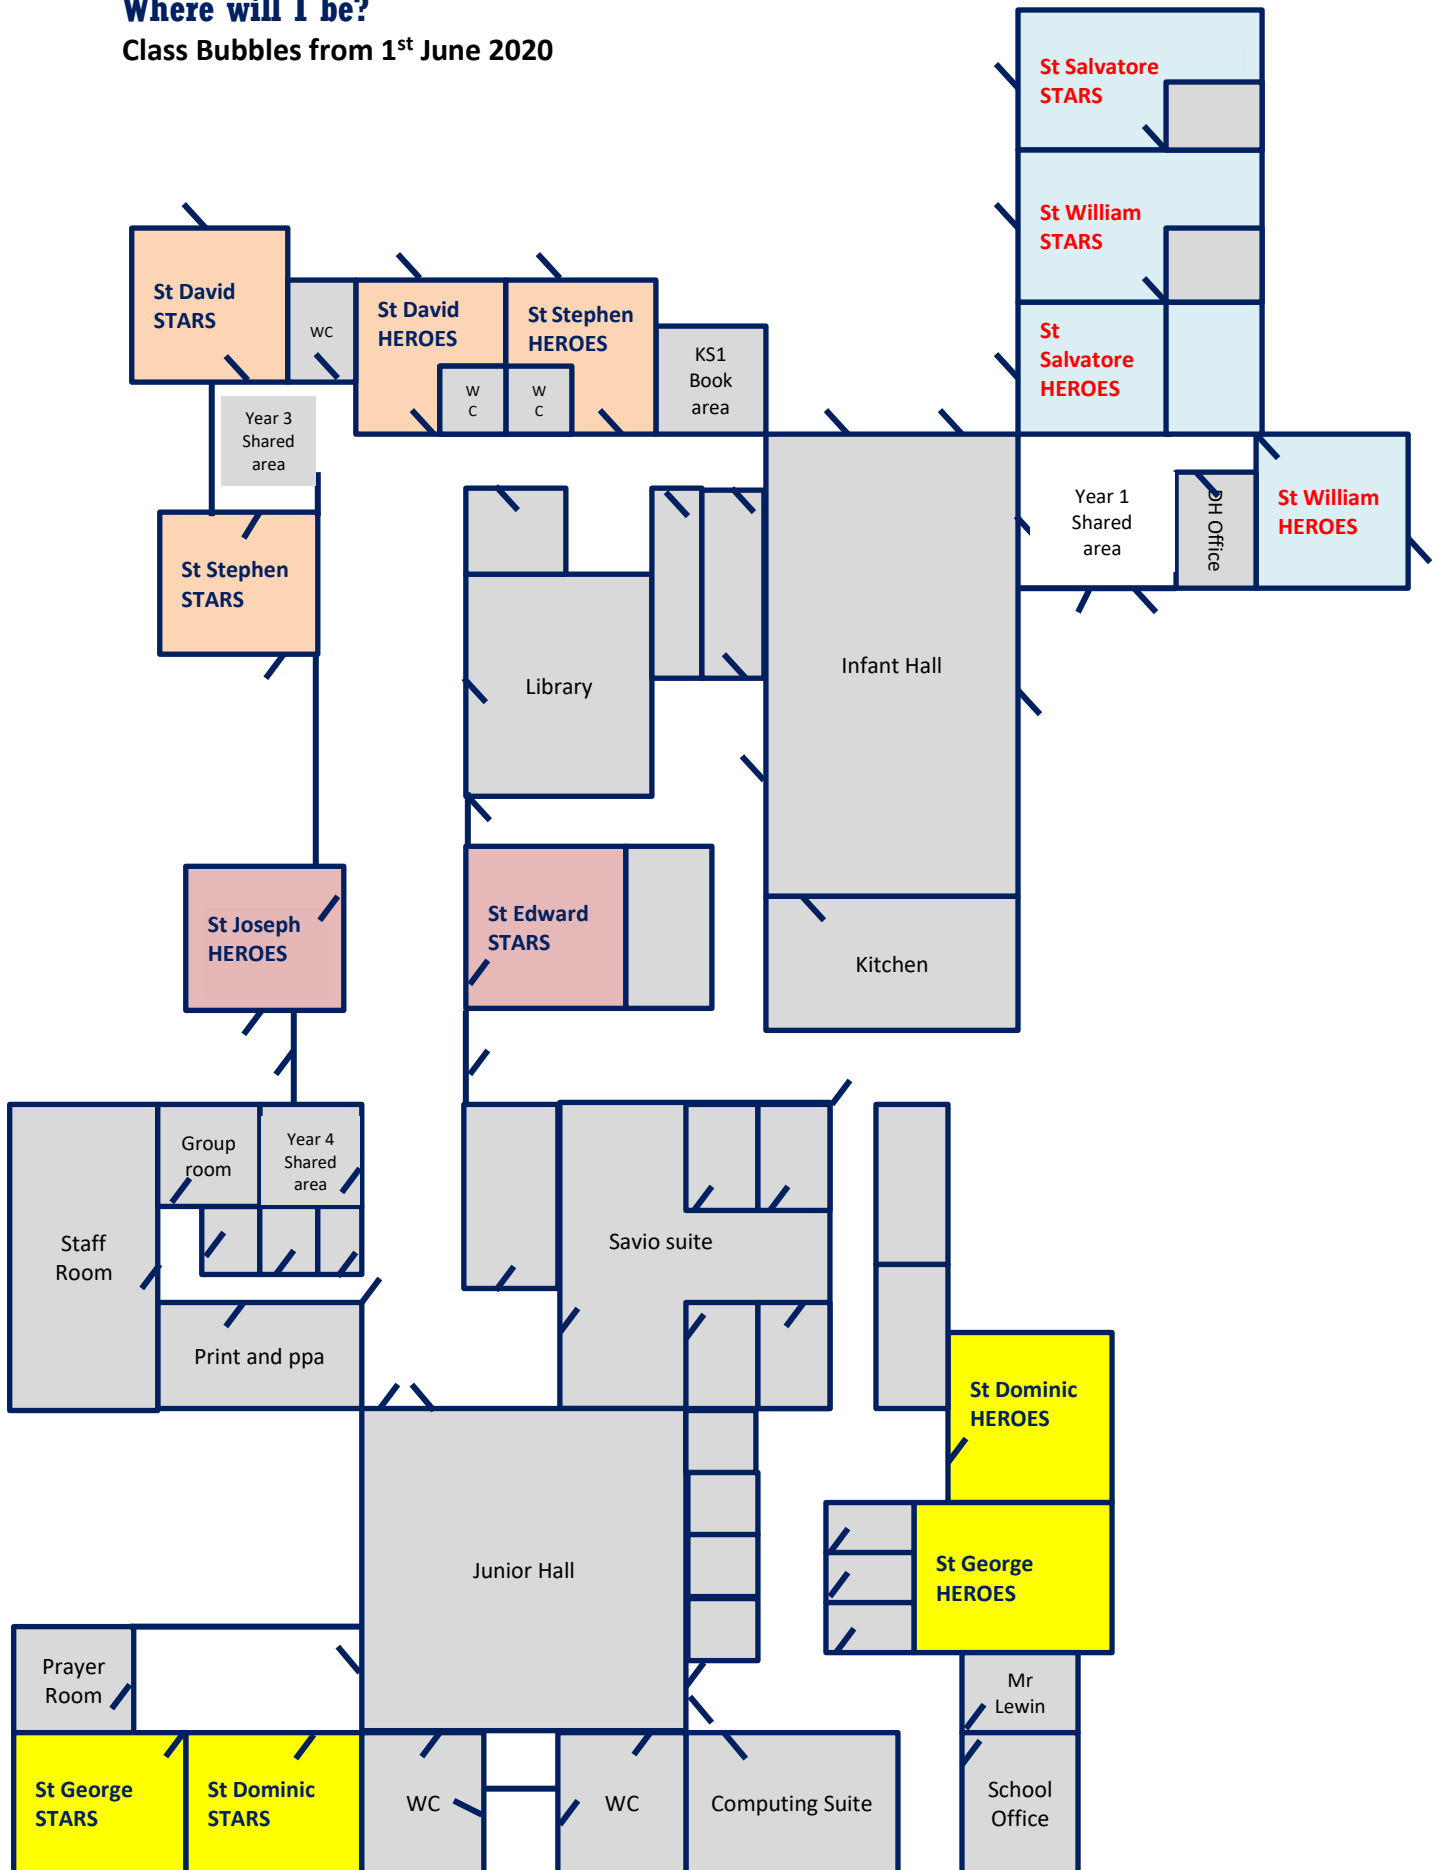 Where will I be?
Class Bubbles from 1st June 2020
St Salvatore
STARS
St William
STARS
St David
STARS
WC
St David
HEROES
St Stephen
HEROES
W
C
W
C
KS1
Book
area
St
Salvatore
HEROES
Year 3
Shared
area
Year 1
Shared
area
DH Office
St William
HEROES
St Stephen
STARS
Library
Infant Hall
St Joseph
HEROES
St Edward
STARS
Kitchen
Group
room
Year 4
Shared
area
Staff
Room
Savio suite
Print and ppa
St Dominic
HEROES
Junior Hall
St George
HEROES
Prayer
Room
Mr
Lewin
St George
STARS
St Dominic
STARS
WC
WC
Computing Suite
School
Office